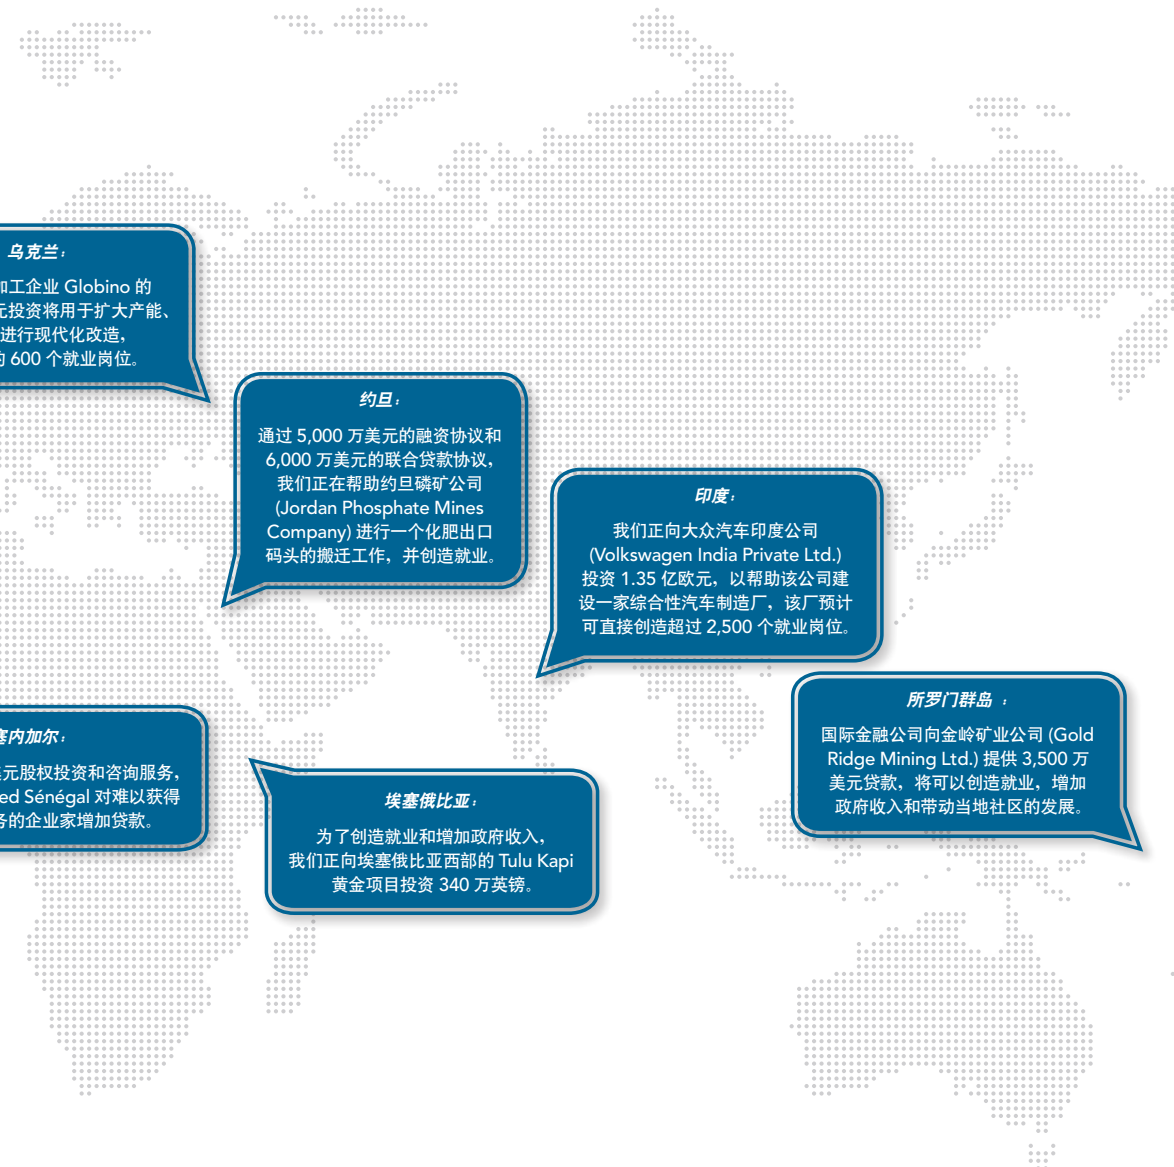 乌克兰：
加工企业 Globino 的
元投资将用于扩大产能、
进行现代化改造，
的 600 个就业岗位。
约旦：
通过 5,000 万美元的融资协议和
6,000 万美元的联合贷款协议，
我们正在帮助约旦磷矿公司
(Jordan Phosphate Mines
Company) 进行一个化肥出口
码头的搬迁工作，并创造就业。
印度：
我们正向大众汽车印度公司
(Volkswagen India Private Ltd.)
投资 1.35 亿欧元，以帮助该公司建
设一家综合性汽车制造厂，该厂预计
可直接创造超过 2,500 个就业岗位。
塞内加尔：
美元股权投资和咨询服务，
ed Sénégal 对难以获得
务的企业家增加贷款。
埃塞俄比亚：
为了创造就业和增加政府收入，
我们正向埃塞俄比亚西部的 Tulu Kapi
黄金项目投资 340 万英镑。
所罗门群岛 ：
国际金融公司向金岭矿业公司 (Gold
Ridge Mining Ltd.) 提供 3,500 万
美元贷款，将可以创造就业，增加
政府收入和带动当地社区的发展。